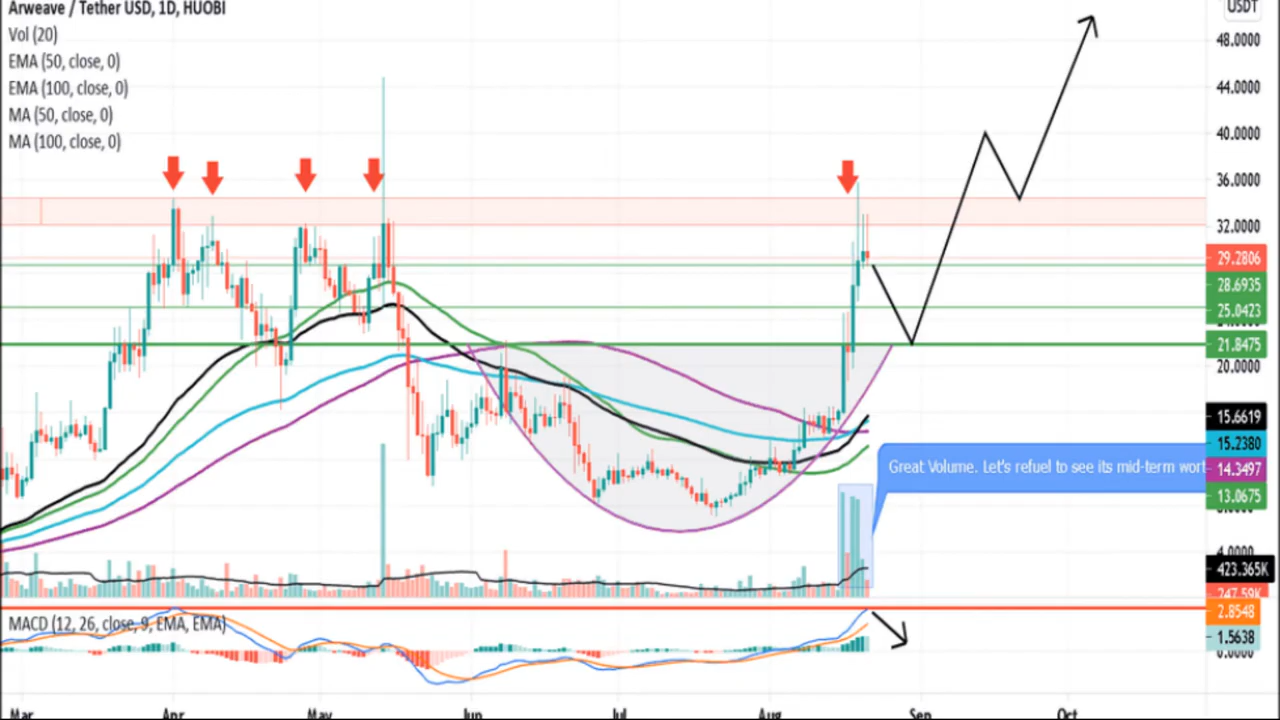 Arweave / Tether USD, 1D, HUOBI
USDT
Vol (20)
EMA (50, close, 0)
EMA (100, close, 0)
MA (50, close, 0)
MA (100, close, 0)
48.0000
44.0000
40.0000
36.0000
32.0000
29.2806
28.6935
25.0423
21.8475
20.0000
15.6619
15.2380
14.3497
13.0675
Great Volume. Let's refuel to see its mid-term wort
4.0000
423.365K
247.59K
2.8548
1.5638
0.0000
MACD (12, 26, close, 9, EMA, EMA)
Mar Apr May Jun Jul Aug Sep Oct